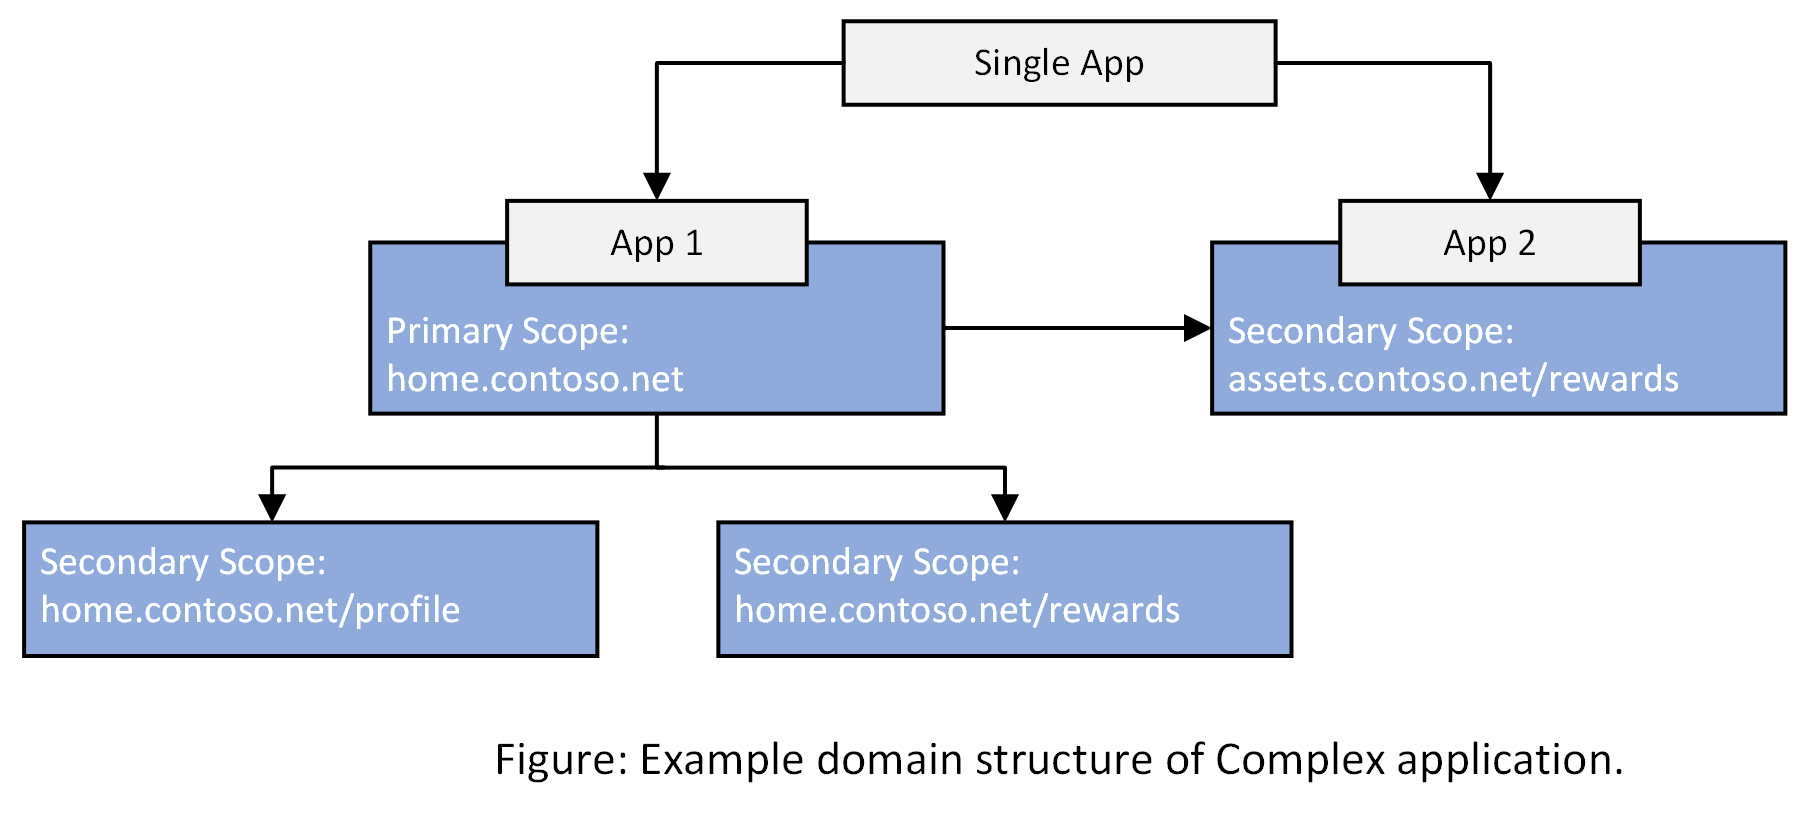 Single App
App 1
App 2
Primary Scope:
home.contoso.net
Secondary Scope:
assets.contoso.net/rewards
Secondary Scope:
home.contoso.net/profile
Secondary Scope:
home.contoso.net/rewards
Figure: Example domain structure of Complex application.